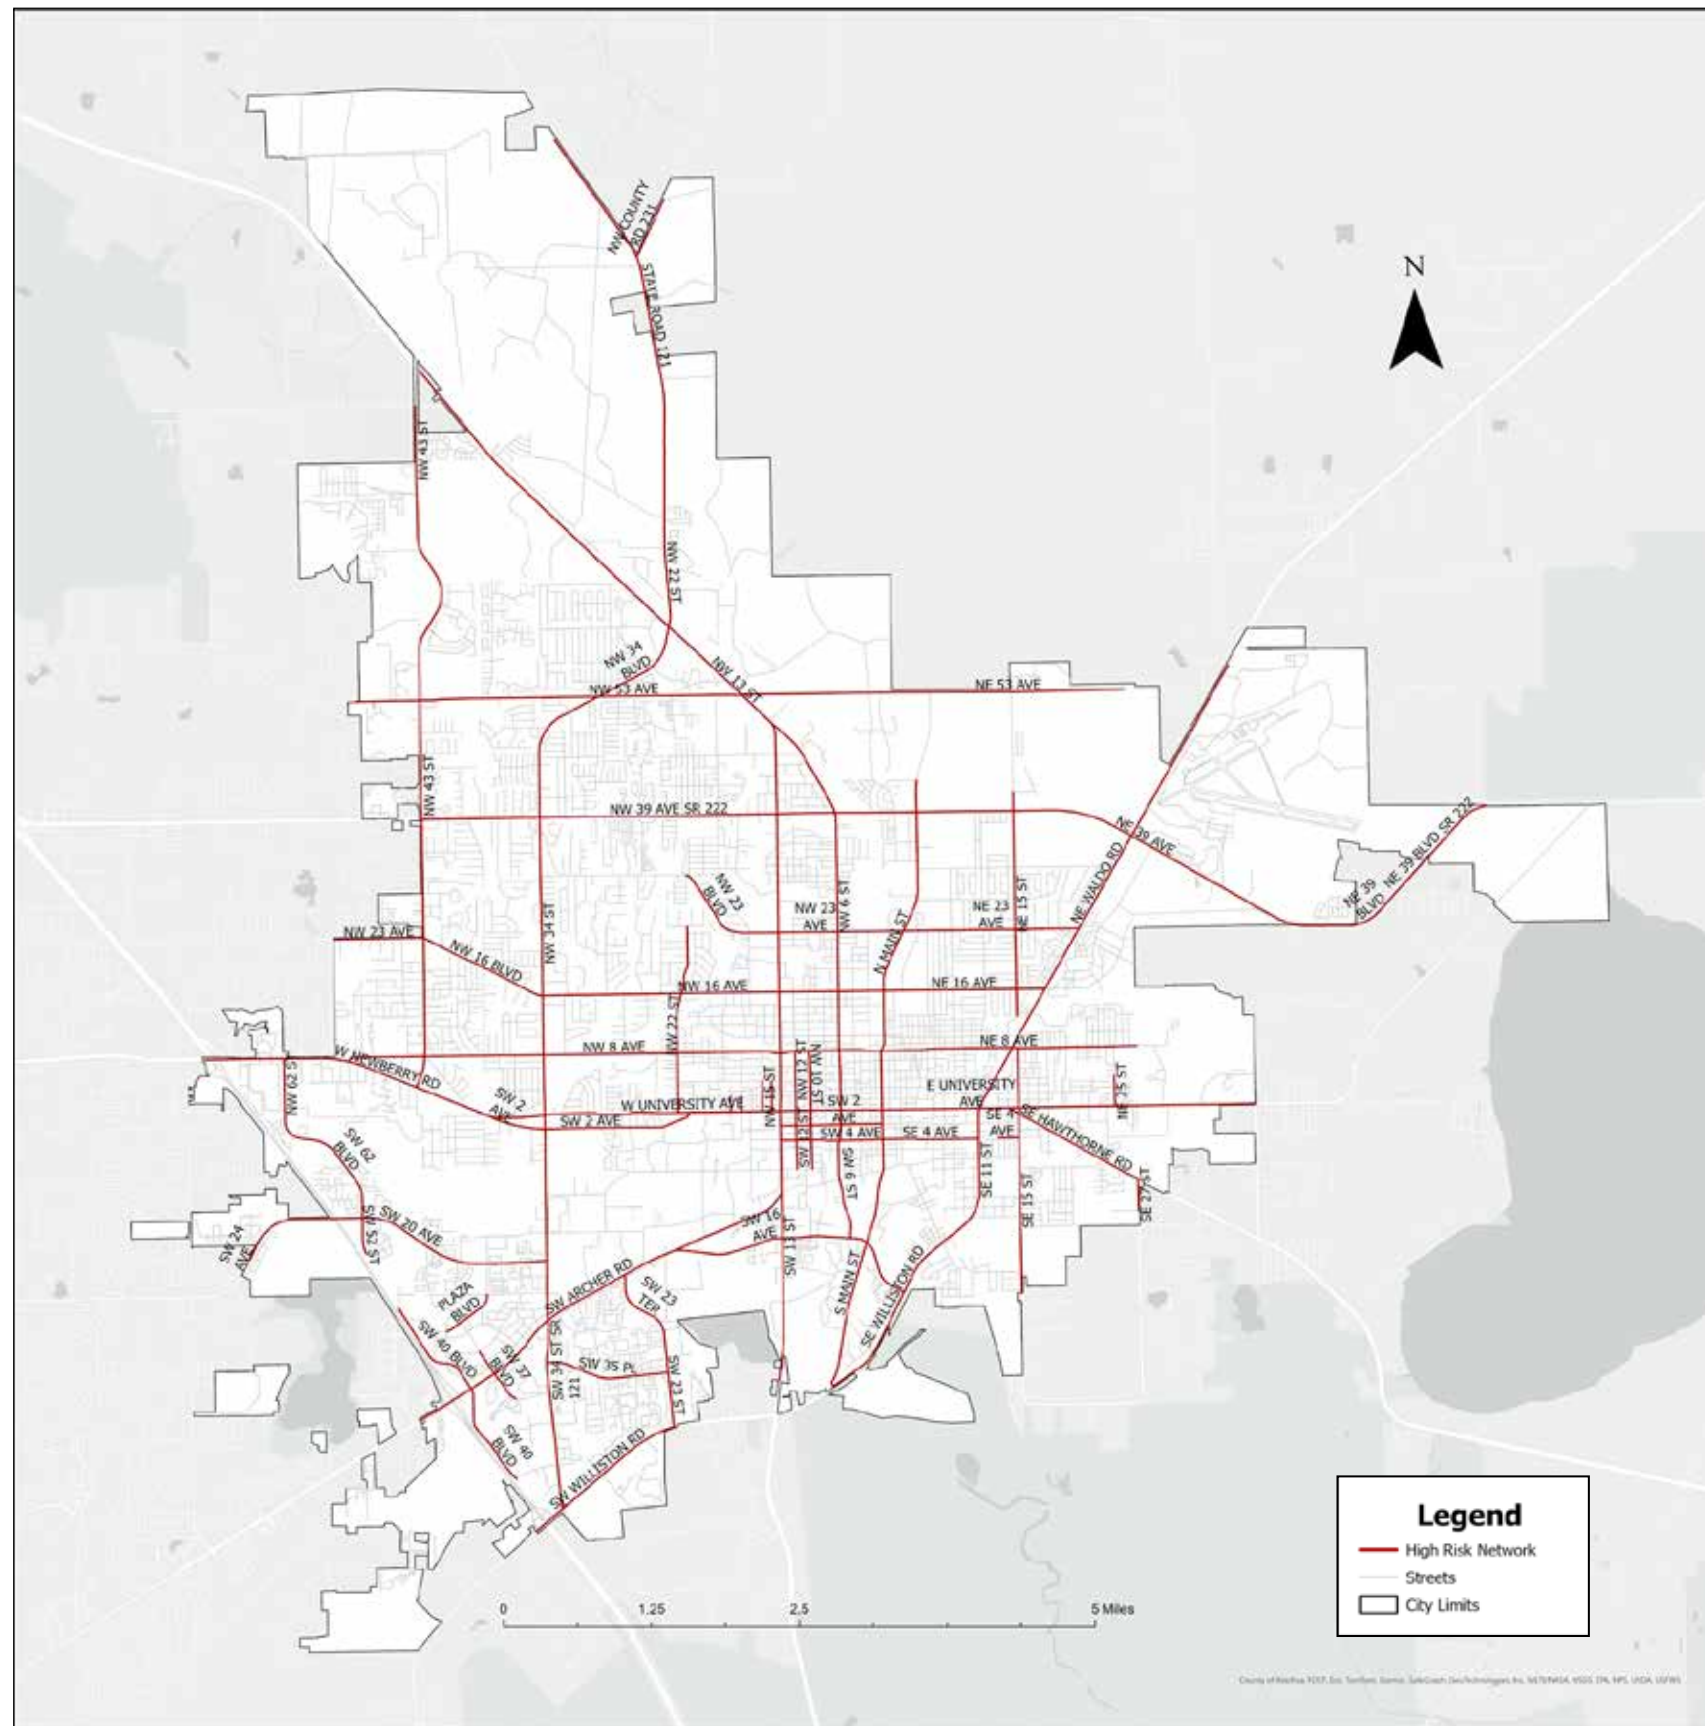 NW COUNTY
RD 231
N
STATE ROAD 121
NW 43 ST
NW 22 ST
NW 34
BLVD
NW 13 ST
NW 53 AVE
NE 53 AVE
NW 43 ST
NW 39 AVE SR 222
NE 39 AVE
NE 39 BLVD SR 222
NE WALDO RD
NW 23
BLVD
NE 15 ST
NW 6 ST
NW 23
AVE
NE 23
AVE
NE 39
BLVD
NW 34 ST
NW 23 AVE
N MAIN ST
NW 16 BLVD
NW 16 AVE
NE 16 AVE
NW 22 ST
NW 8 AVE
NE 8 AVE
W NEWBERRY RD
NW 62 ST
NW 12 ST
NW 10 ST
NW 13 ST
NE 25 ST
E UNIVERSITY
AVE
SW 2
AVE
W UNIVERSITY AVE
SW 2
AVE
SW 2 AVE
SE 4
AVE
SE HAWTHORNE RD
SW 12 ST
SW 4 AVE
SE 4 AVE
SW 62
BLVD
SW 6 ST
SE 11 ST
SE 15 ST
SE 27 ST
SW 52 ST
SW 20 AVE
SW 24
AVE
SW 16
AVE
SW 13 ST
SW ARCHER RD
S MAIN ST
SE WILLISTON RD
PLAZA
BLVD
SW 23
TER
SW 40 BLVD
SW 37
BLVD
SW 34 ST SR
121
SW 35 PL
SW 23 ST
SW 40
BLVD
SW WILLISTON RD
Legend
High Risk Network
Streets
City Limits
0 1.25 2.5 5 Miles